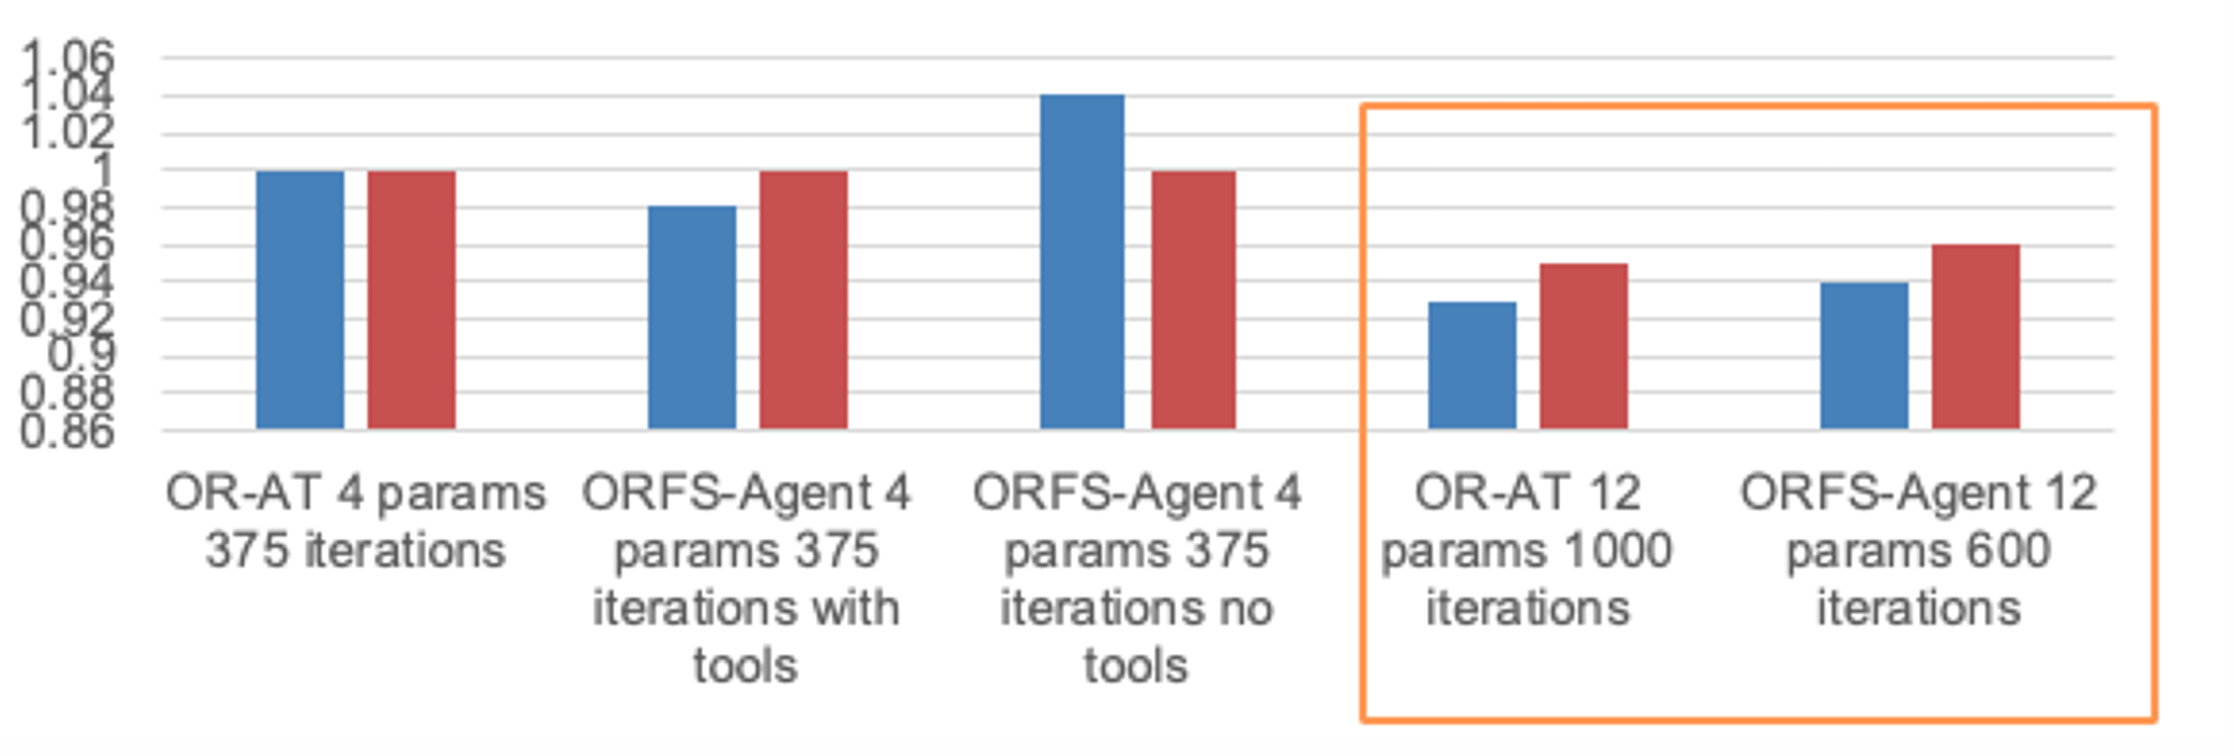 1.06
1.04
1.02
1
0.98
0.96
0.94
0.92
0.9
0.88
0.86
OR-AT 4 params
375 iterations
ORFS-Agent 4
params 375
iterations with
tools
ORFS-Agent 4
params 375
iterations no
tools
OR-AT 12
params 1000
iterations
ORFS-Agent 12
params 600
iterations